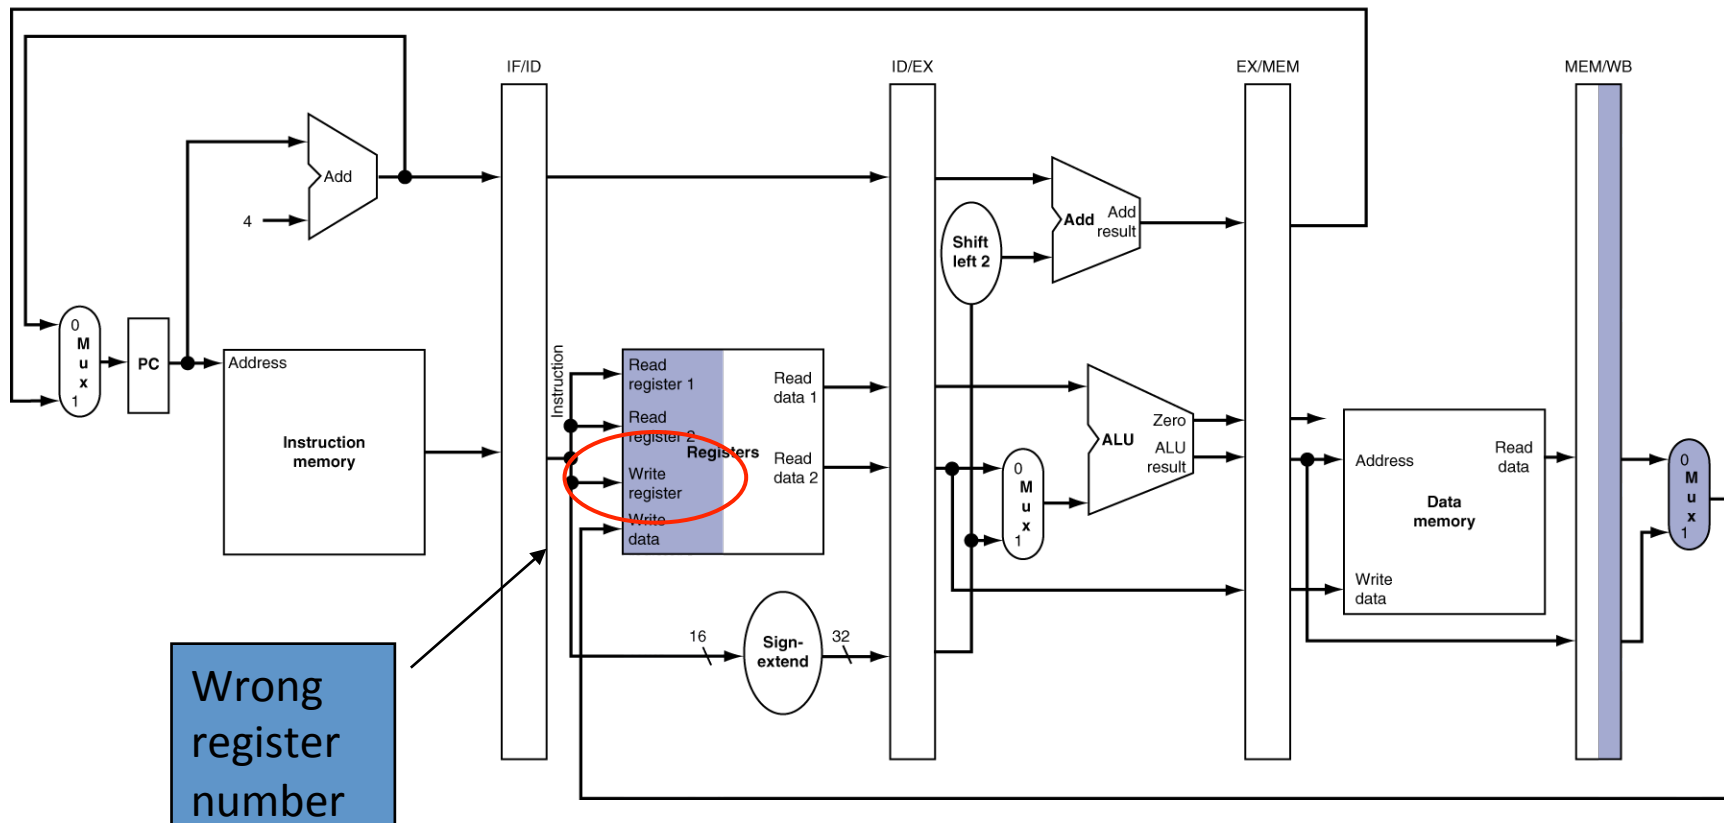 IF/ID
ID/EX
EX/MEM
MEM/WB
Add
4
Add
Add
result
Shift
left 2
0
M
u
x
1
PC
Address
Instruction
memory
Instruction
Read
register 1
Read
register 2
Registers
Write
register
Write
data
Read
data 1
Read
data 2
16
Sign-
extend
32
0
M
u
x
1
ALU
Zero
ALU
result
Address
Read
data
Data
memory
Write
data
0
M
u
x
1
Wrong
register
number